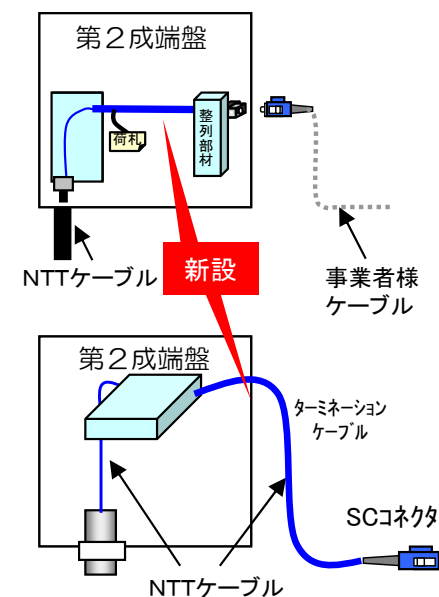 第2成端盤
荷札
整列部材
NTTケーブル
新設
事業者様
ケーブル
第2成端盤
ﾀｰﾐﾈｰｼｮﾝ
ｹｰﾌﾞﾙ
SCｺﾈｸﾀ
NTTケーブル